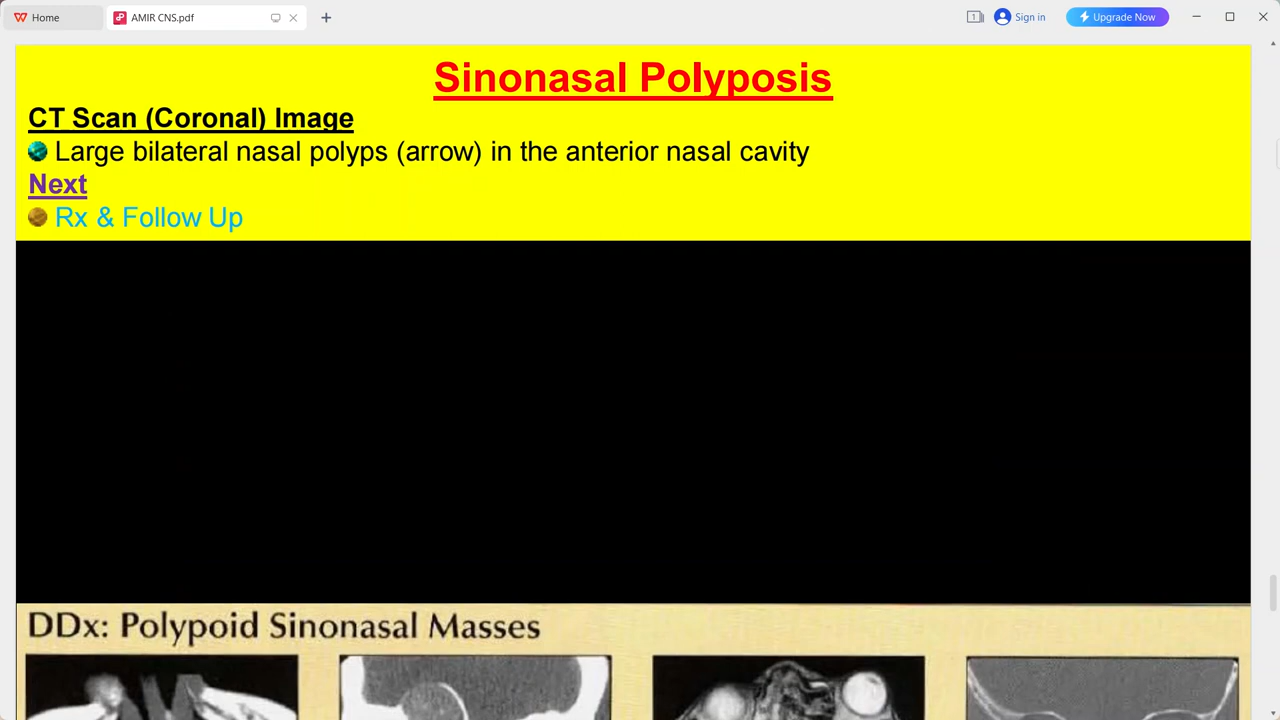 Home
AMIR CNS.pdf
1
Sign in
Upgrade Now
Sinonasal Polyposis
CT Scan (Coronal) Image
Large bilateral nasal polyps (arrow) in the anterior nasal cavity
Next
Rx & Follow Up
DDx: Polypoid Sinonasal Masses